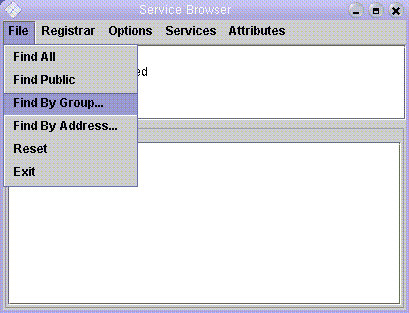 Service Browser
File Registrar Options Services Attributes
Find All
Find Public
Find By Group...
Find By Address...
Reset
Exit